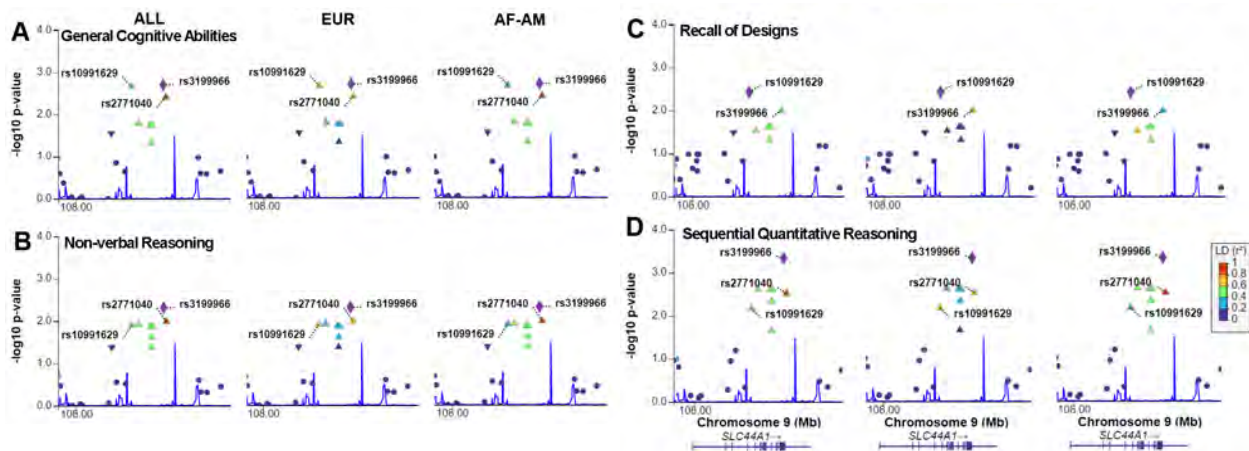 ALL
EUR
AF-AM
A
General Cognitive Abilities
-log10 p-value
4.0
3.0
2.0
1.0
0.0
rs10991629
rs3199966
rs2771040
rs10991629
rs3199966
rs2771040
rs10991629
rs3199966
rs2771040
108.00
108.00
108.00
B
Non-verbal Reasoning
-log10 p-value
4.0
3.0
2.0
1.0
0.0
rs2771040
rs3199966
rs10991629
rs2771040
rs3199966
rs10991629
rs2771040
rs3199966
rs10991629
108.00
108.00
108.00
C
Recall of Designs
-log10 p-value
4.0
3.0
2.0
1.0
0.0
rs10991629
rs3199966
rs10991629
rs3199966
rs10991629
rs3199966
108.00
108.00
108.00
D
Sequential Quantitative Reasoning
-log10 p-value
4.0
3.0
2.0
1.0
0.0
rs3199966
rs2771040
rs10991629
rs3199966
rs2771040
rs10991629
rs3199966
rs2771040
rs10991629
LD (r²)
1
0.8
0.6
0.4
0.2
0
108.00
108.00
108.00
Chromosome 9 (Mb)
Chromosome 9 (Mb)
Chromosome 9 (Mb)
SLC44A1→
SLC44A1→
SLC44A1→